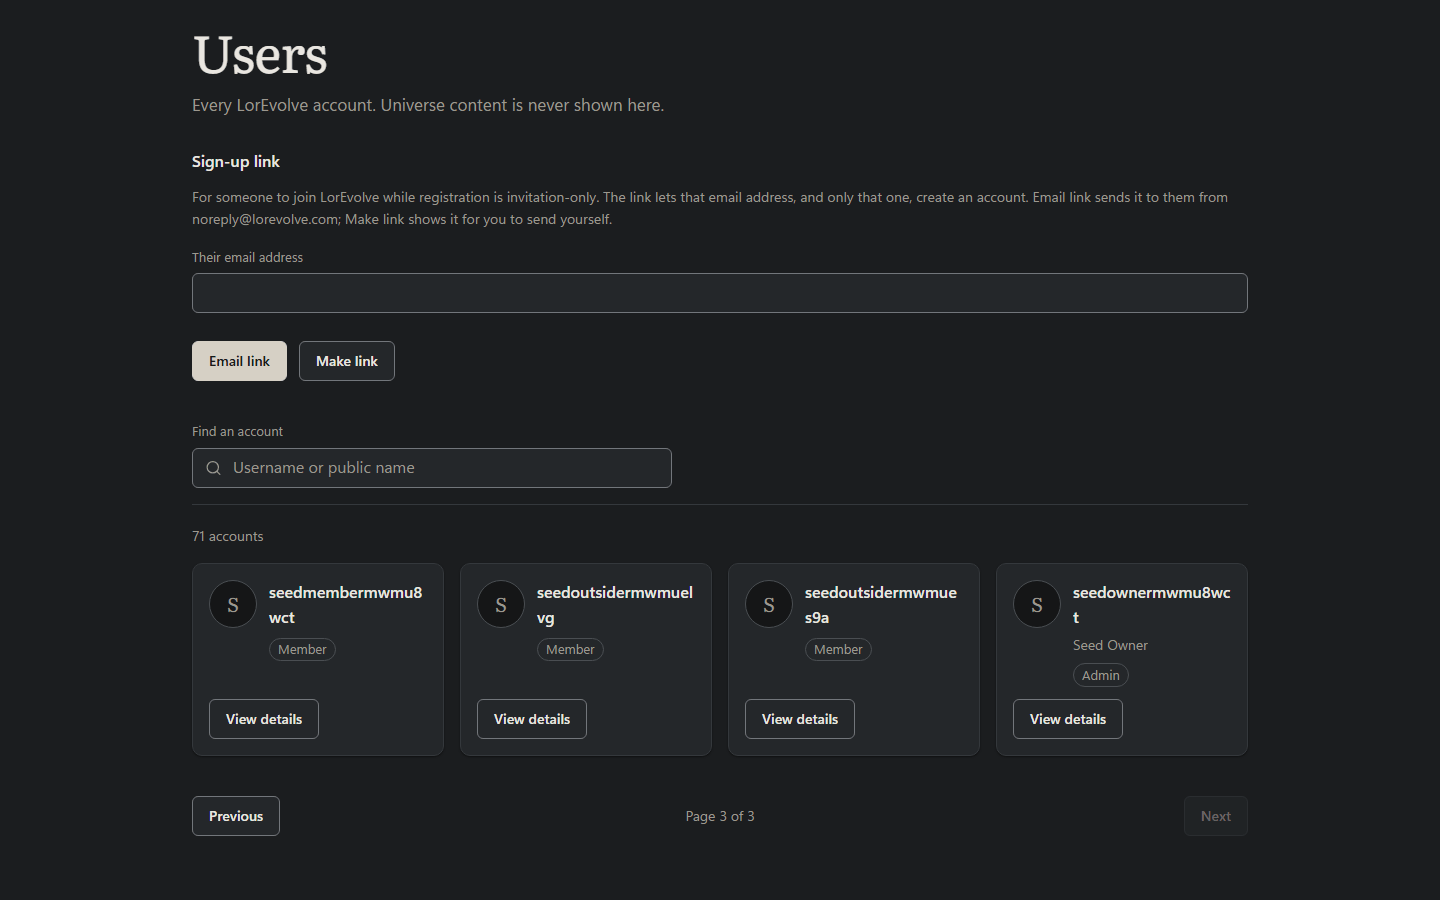 Users
Every LorEvolve account. Universe content is never shown here.
Sign-up link
For someone to join LorEvolve while registration is invitation-only. The link lets that email address, and only that one, create an account. Email link sends it to them from
noreply@lorevolve.com; Make link shows it for you to send yourself.
Their email address
Email link
Make link
Find an account
Username or public name
71 accounts
S
seedmembermwmu8
wct
Member
View details
S
seedoutsidermwmuel
vg
Member
View details
S
seedoutsidermwmue
s9a
Member
View details
S
seedownermwmu8wc
t
Seed Owner
Admin
View details
Previous
Page 3 of 3
Next